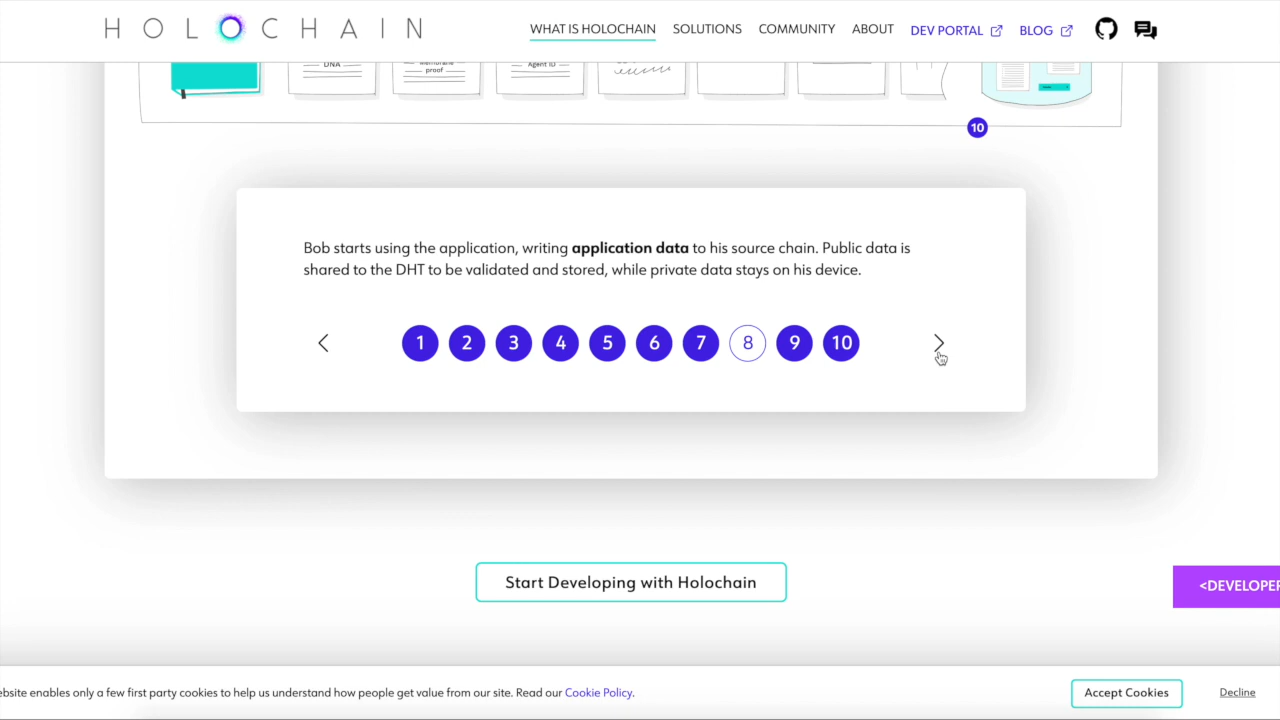 HOLOCHAIN
WHAT IS HOLOCHAIN SOLUTIONS COMMUNITY ABOUT DEV PORTAL BLOG
DNA
proof
Agent ID
10
Bob starts using the application, writing application data to his source chain. Public data is
shared to the DHT to be validated and stored, while private data stays on his device.
1 2 3 4 5 6 7 8 9 10
Start Developing with Holochain
<DEVELOPER
ebsite enables only a few first party cookies to help us understand how people get value from our site. Read our Cookie Policy.
Accept Cookies
Decline